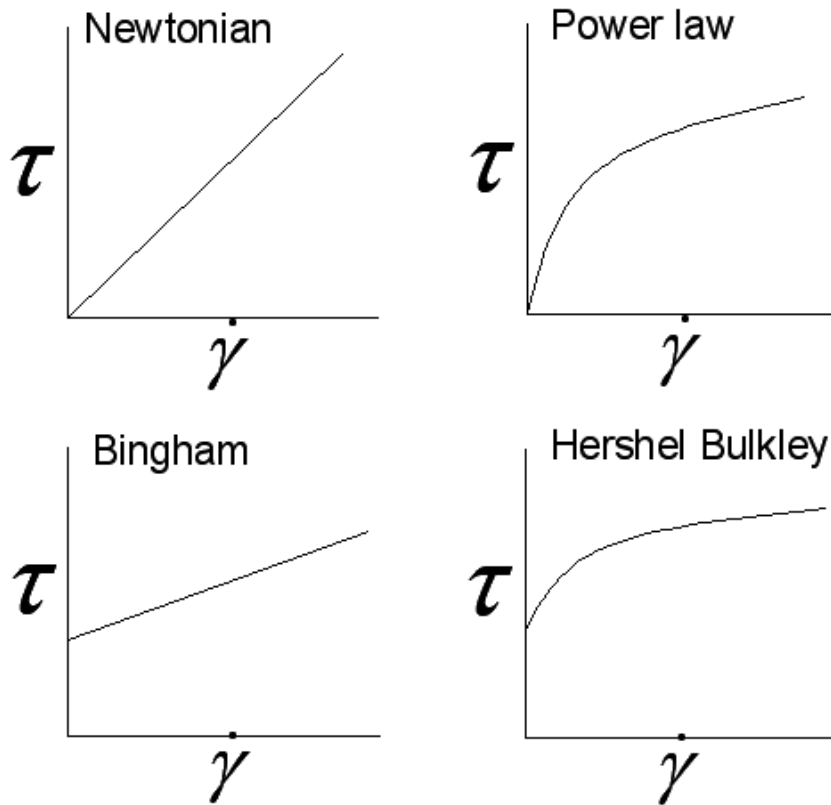 Newtonian
τ
γ̇
Power law
τ
γ̇
Bingham
τ
γ̇
Hershel Bulkley
τ
γ̇